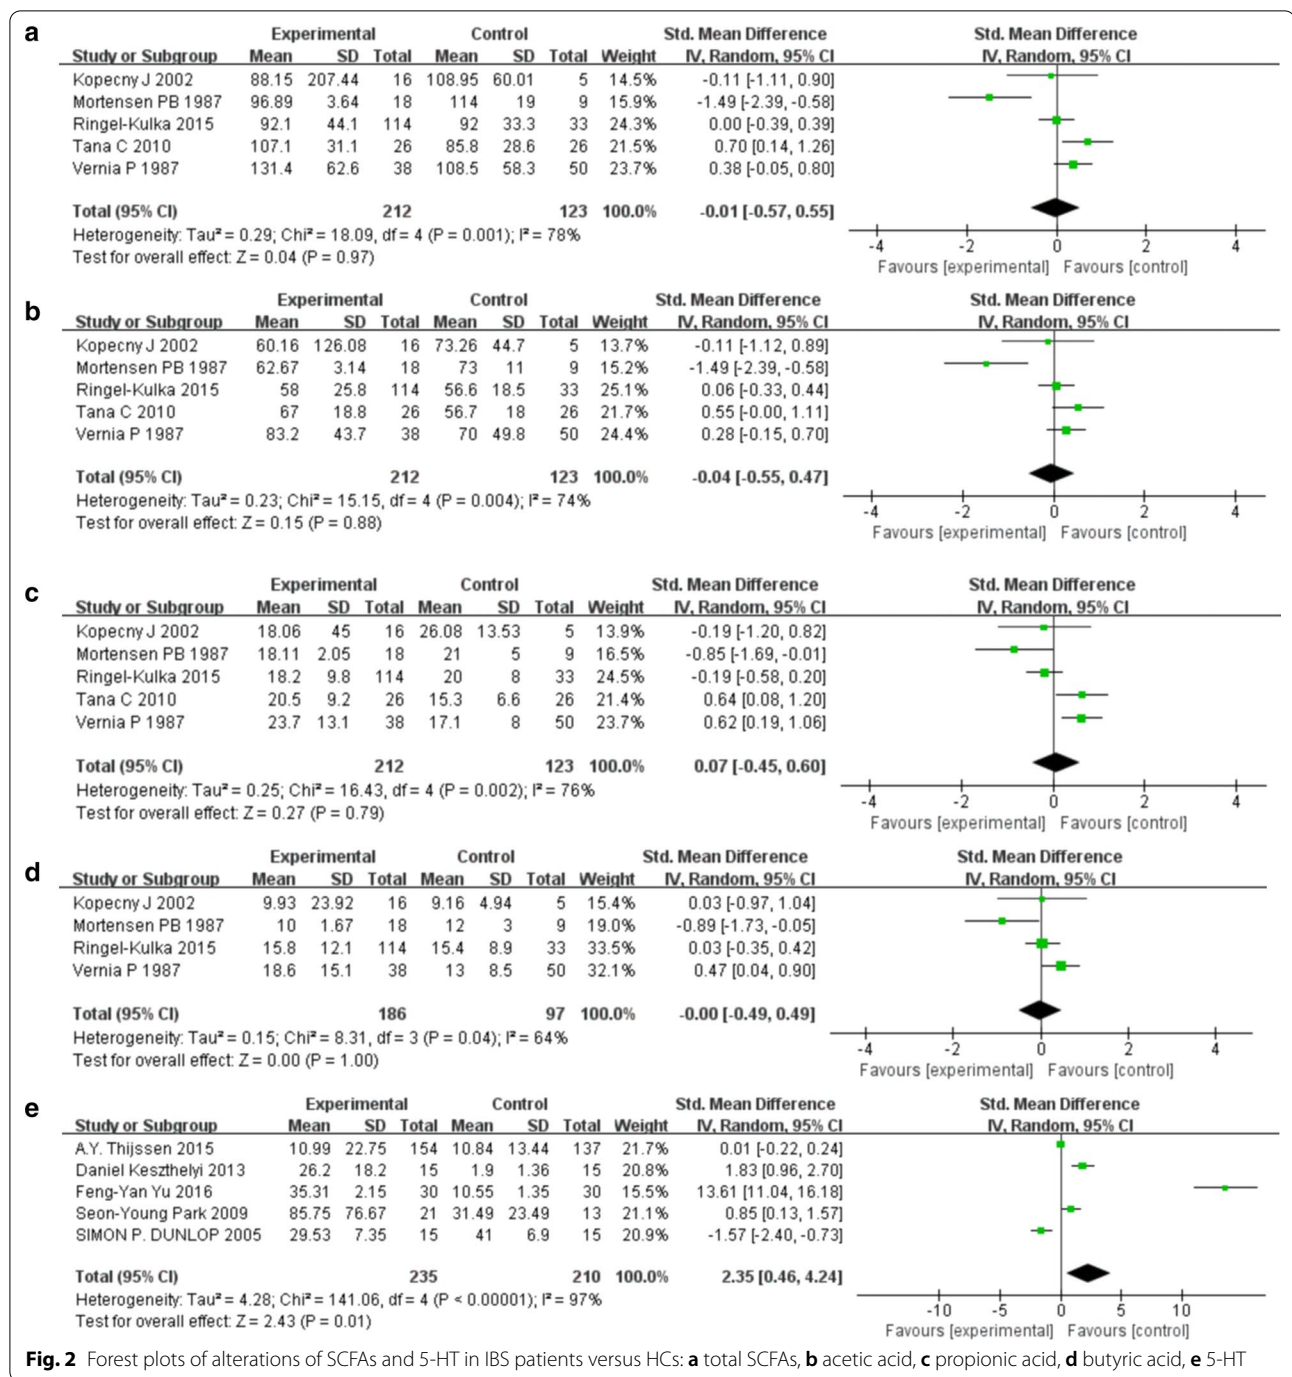 a
Experimental Control Std. Mean Difference Std. Mean Difference
Study or Subgroup Mean SD Total Mean SD Total Weight IV, Random, 95% CI IV, Random, 95% CI
Kopecny J 2002 88.15 207.44 16 108.95 60.01 5 14.5% -0.11 [-1.11, 0.90]
Mortensen PB 1987 96.89 3.64 18 114 19 9 15.9% -1.49 [-2.39, -0.58]
Ringel-Kulka 2015 92.1 44.1 114 92 33.3 33 24.3% 0.00 [-0.39, 0.39]
Tana C 2010 107.1 31.1 26 85.8 28.6 26 21.5% 0.70 [0.14, 1.26]
Vernia P 1987 131.4 62.6 38 108.5 58.3 50 23.7% 0.38 [-0.05, 0.80]
Total (95% CI) 212 123 100.0% -0.01 [-0.57, 0.55]
Heterogeneity: Tau² = 0.29; Chi² = 18.09, df = 4 (P = 0.001); I² = 78%
Test for overall effect: Z = 0.04 (P = 0.97)
-4 -2 0 2 4
Favours [experimental] Favours [control]
b
Experimental Control Std. Mean Difference Std. Mean Difference
Study or Subgroup Mean SD Total Mean SD Total Weight IV, Random, 95% CI IV, Random, 95% CI
Kopecny J 2002 60.16 126.08 16 73.26 44.7 5 13.7% -0.11 [-1.12, 0.89]
Mortensen PB 1987 62.67 3.14 18 73 11 9 15.2% -1.49 [-2.39, -0.58]
Ringel-Kulka 2015 58 25.8 114 56.6 18.5 33 25.1% 0.06 [-0.33, 0.44]
Tana C 2010 67 18.8 26 56.7 18 26 21.7% 0.55 [-0.00, 1.11]
Vernia P 1987 83.2 43.7 38 70 49.8 50 24.4% 0.28 [-0.15, 0.70]
Total (95% CI) 212 123 100.0% -0.04 [-0.55, 0.47]
Heterogeneity: Tau² = 0.23; Chi² = 15.15, df = 4 (P = 0.004); I² = 74%
Test for overall effect: Z = 0.15 (P = 0.88)
-4 -2 0 2 4
Favours [experimental] Favours [control]
c
Experimental Control Std. Mean Difference Std. Mean Difference
Study or Subgroup Mean SD Total Mean SD Total Weight IV, Random, 95% CI IV, Random, 95% CI
Kopecny J 2002 18.06 45 16 26.08 13.53 5 13.9% -0.19 [-1.20, 0.82]
Mortensen PB 1987 18.11 2.05 18 21 5 9 16.5% -0.85 [-1.69, -0.01]
Ringel-Kulka 2015 18.2 9.8 114 20 8 33 24.5% -0.19 [-0.58, 0.20]
Tana C 2010 20.5 9.2 26 15.3 6.6 26 21.4% 0.64 [0.08, 1.20]
Vernia P 1987 23.7 13.1 38 17.1 8 50 23.7% 0.62 [0.19, 1.06]
Total (95% CI) 212 123 100.0% 0.07 [-0.45, 0.60]
Heterogeneity: Tau² = 0.25; Chi² = 16.43, df = 4 (P = 0.002); I² = 76%
Test for overall effect: Z = 0.27 (P = 0.79)
-4 -2 0 2 4
Favours [experimental] Favours [control]
d
Experimental Control Std. Mean Difference Std. Mean Difference
Study or Subgroup Mean SD Total Mean SD Total Weight IV, Random, 95% CI IV, Random, 95% CI
Kopecny J 2002 9.93 23.92 16 9.16 4.94 5 15.4% 0.03 [-0.97, 1.04]
Mortensen PB 1987 10 1.67 18 12 3 9 19.0% -0.89 [-1.73, -0.05]
Ringel-Kulka 2015 15.8 12.1 114 15.4 8.9 33 33.5% 0.03 [-0.35, 0.42]
Vernia P 1987 18.6 15.1 38 13 8.5 50 32.1% 0.47 [0.04, 0.90]
Total (95% CI) 186 97 100.0% -0.00 [-0.49, 0.49]
Heterogeneity: Tau² = 0.15; Chi² = 8.31, df = 3 (P = 0.04); I² = 64%
Test for overall effect: Z = 0.00 (P = 1.00)
-4 -2 0 2 4
Favours [experimental] Favours [control]
e
Experimental Control Std. Mean Difference Std. Mean Difference
Study or Subgroup Mean SD Total Mean SD Total Weight IV, Random, 95% CI IV, Random, 95% CI
A.Y. Thijssen 2015 10.99 22.75 154 10.84 13.44 137 21.7% 0.01 [-0.22, 0.24]
Daniel Keszthelyi 2013 26.2 18.2 15 1.9 1.36 15 20.8% 1.83 [0.96, 2.70]
Feng-Yan Yu 2016 35.31 2.15 30 10.55 1.35 30 15.5% 13.61 [11.04, 16.18]
Seon-Young Park 2009 85.75 76.67 21 31.49 23.49 13 21.1% 0.85 [0.13, 1.57]
SIMON P. DUNLOP 2005 29.53 7.35 15 41 6.9 15 20.9% -1.57 [-2.40, -0.73]
Total (95% CI) 235 210 100.0% 2.35 [0.46, 4.24]
Heterogeneity: Tau² = 4.28; Chi² = 141.06, df = 4 (P < 0.00001); I² = 97%
Test for overall effect: Z = 2.43 (P = 0.01)
-10 -5 0 5 10
Favours [experimental] Favours [control]
Fig. 2 Forest plots of alterations of SCFAs and 5-HT in IBS patients versus HCs: a total SCFAs, b acetic acid, c propionic acid, d butyric acid, e 5-HT